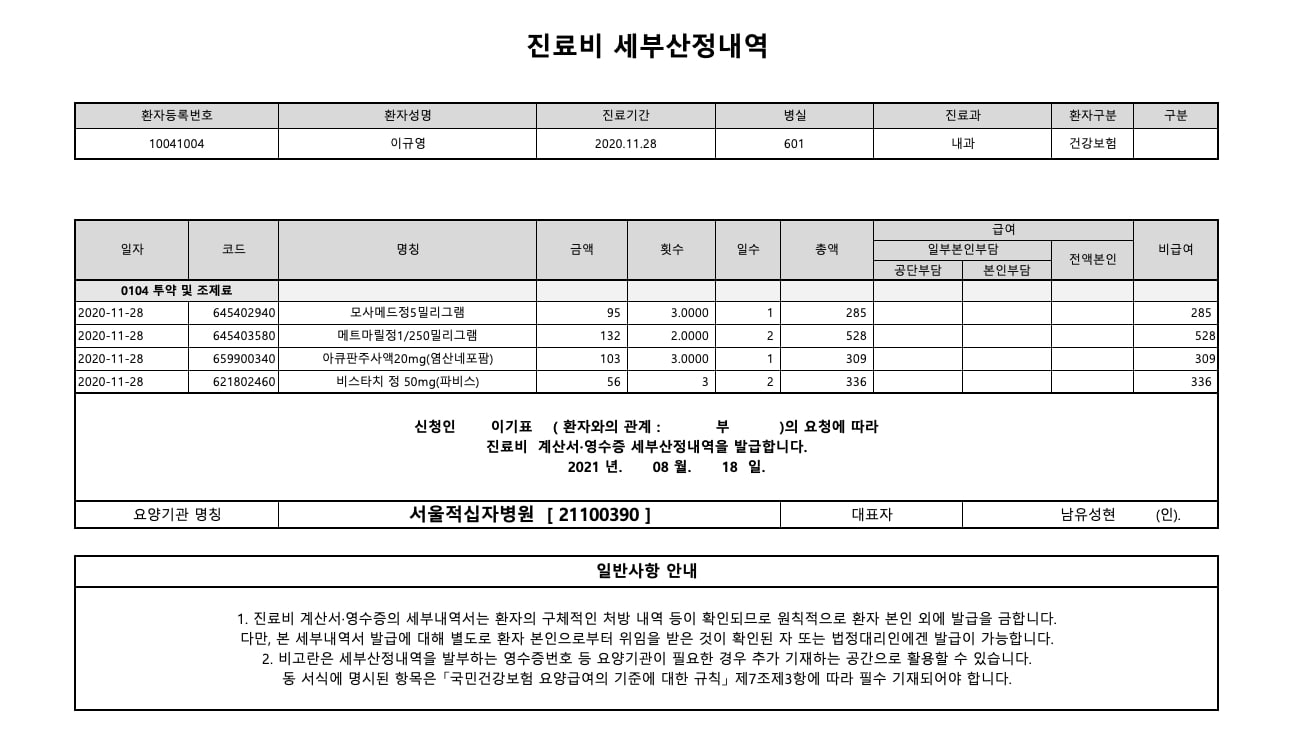 진료비 세부산정내역
환자등록번호 환자성명 진료기간 병실 진료과 환자구분 구분
10041004 이규영 2020.11.28 601 내과 건강보험
일자 코드 명칭 금액 횟수 일수 총액 급여 비급여
일부본인부담 전액본인
공단부담 본인부담
0104 투약 및 조제료
2020-11-28 645402940 모사메드정5밀리그램 95 3.0000 1 285 285
2020-11-28 645403580 메트마릴정1/250밀리그램 132 2.0000 2 528 528
2020-11-28 659900340 아큐판주사액20mg(염산네포팜) 103 3.0000 1 309 309
2020-11-28 621802460 비스타치 정 50mg(파비스) 56 3 2 336 336
신청인 이기표 ( 환자와의 관계 : 부 )의 요청에 따라
진료비 계산서·영수증 세부산정내역을 발급합니다.
2021 년. 08 월. 18 일.
요양기관 명칭 서울적십자병원 [ 21100390 ] 대표자 남유성현 (인).
일반사항 안내
1. 진료비 계산서·영수증의 세부내역서는 환자의 구체적인 처방 내역 등이 확인되므로 원칙적으로 환자 본인 외에 발급을 금합니다.
다만, 본 세부내역서 발급에 대해 별도로 환자 본인으로부터 위임을 받은 것이 확인된 자 또는 법정대리인에겐 발급이 가능합니다.
2. 비고란은 세부산정내역을 발부하는 영수증번호 등 요양기관이 필요한 경우 추가 기재하는 공간으로 활용할 수 있습니다.
동 서식에 명시된 항목은 「국민건강보험 요양급여의 기준에 대한 규칙」 제7조제3항에 따라 필수 기재되어야 합니다.